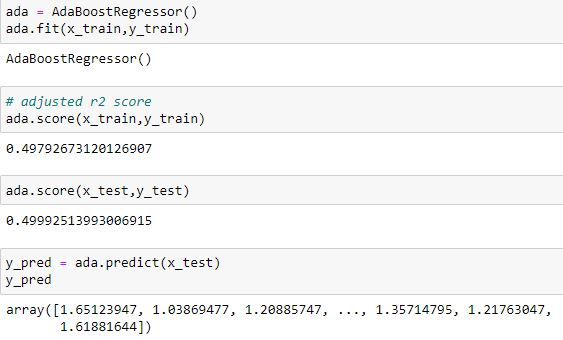 ada = AdaBoostRegressor()
ada.fit(x_train,y_train)
AdaBoostRegressor()
# adjusted r2 score
ada.score(x_train,y_train)
0.49792673120126907
ada.score(x_test,y_test)
0.49992513993006915
y_pred = ada.predict(x_test)
y_pred
array([1.65123947, 1.03869477, 1.20885747, ..., 1.35714795, 1.21763047,
1.61881644])